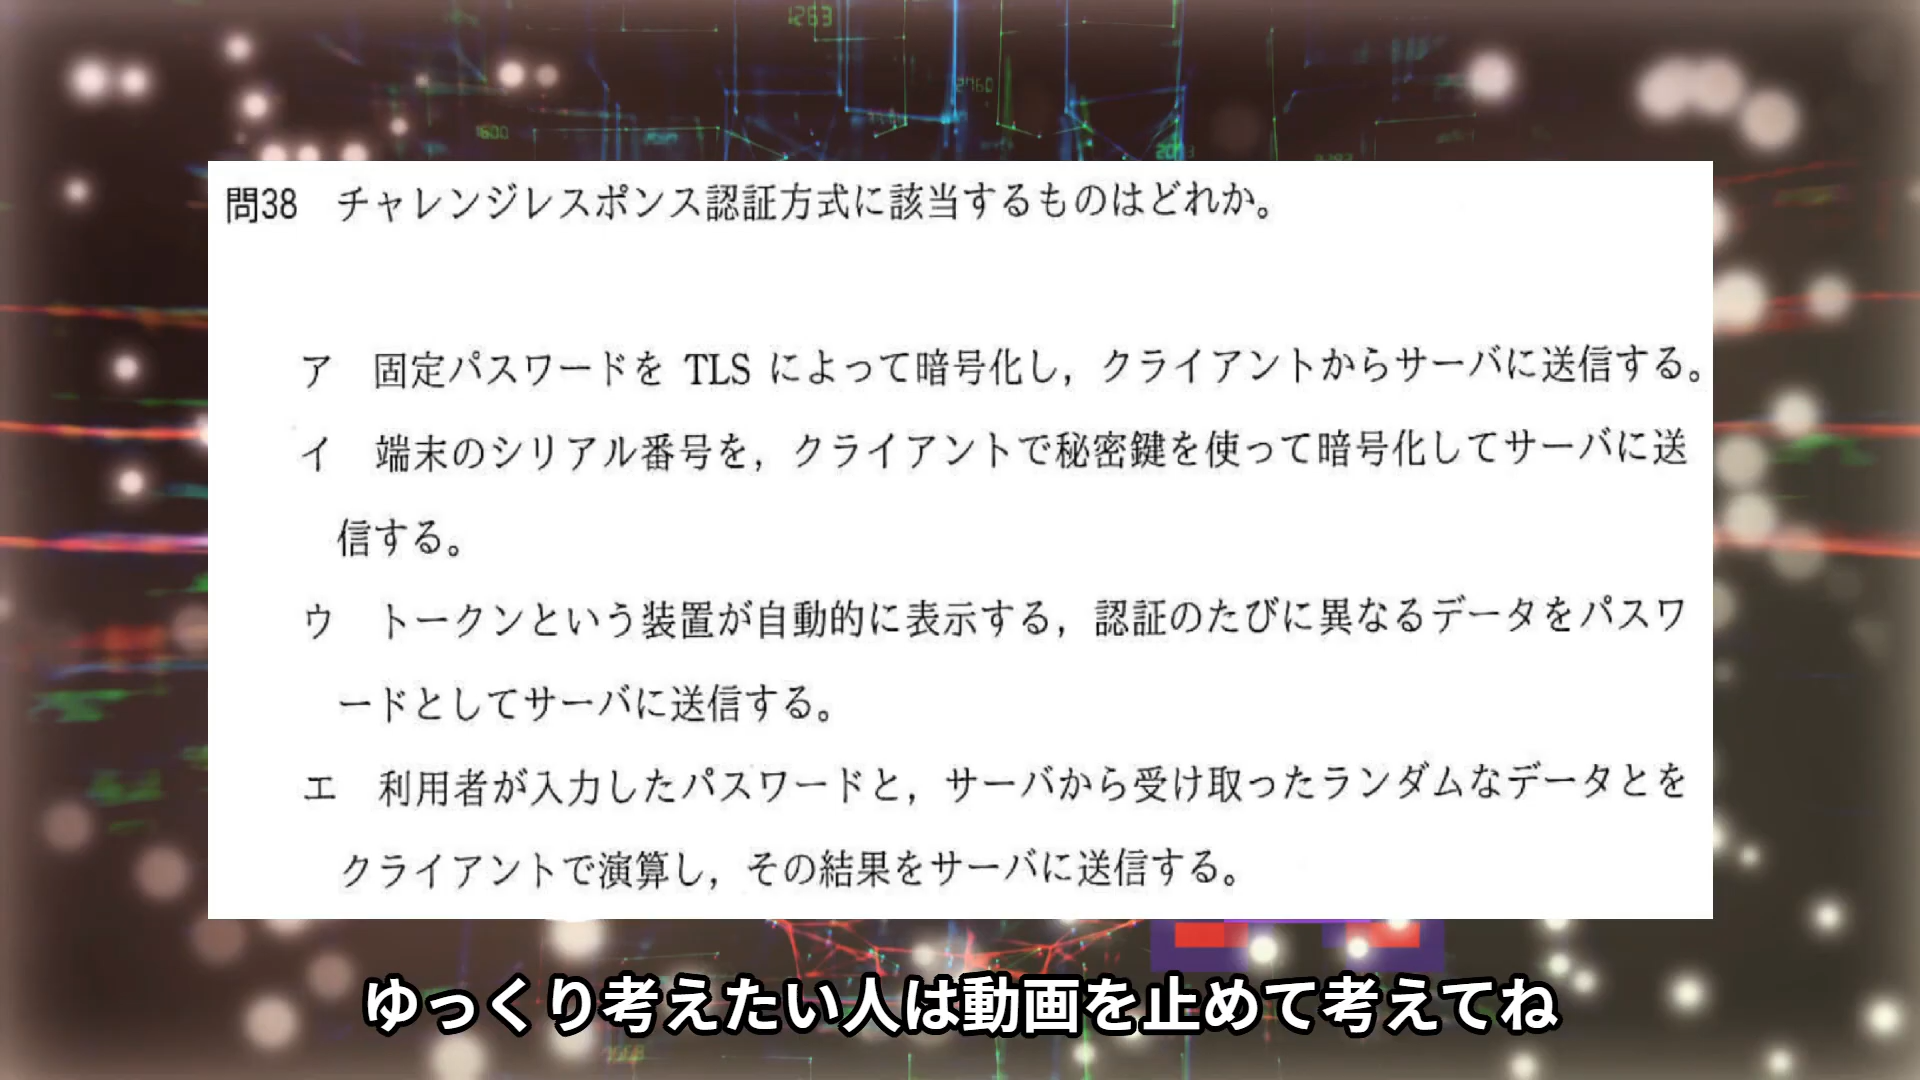 1263
2760
1600
問38　チャレンジレスポンス認証方式に該当するものはどれか。
ア　固定パスワードを TLS によって暗号化し，クライアントからサーバに送信する。
イ　端末のシリアル番号を，クライアントで秘密鍵を使って暗号化してサーバに送
信する。
ウ　トークンという装置が自動的に表示する，認証のたびに異なるデータをパスワ
ードとしてサーバに送信する。
エ　利用者が入力したパスワードと，サーバから受け取ったランダムなデータとを
クライアントで演算し，その結果をサーバに送信する。
ゆっくり考えたい人は動画を止めて考えてね